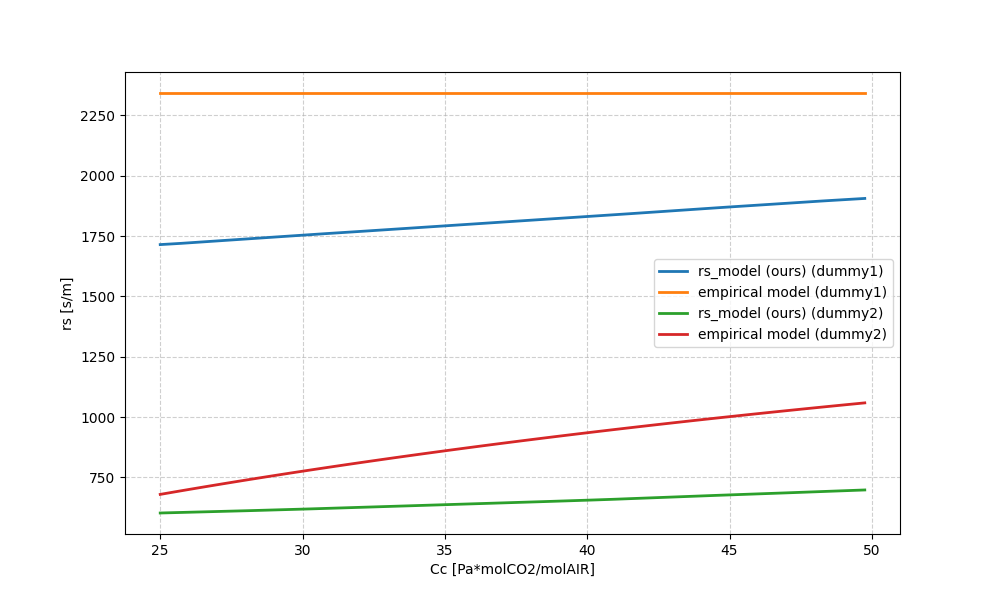 2250
2000
1750
1500
1250
1000
750
rs [s/m]
rs_model (ours) (dummy1)
empirical model (dummy1)
rs_model (ours) (dummy2)
empirical model (dummy2)
25 30 35 40 45 50
Cc [Pa*molCO2/molAIR]